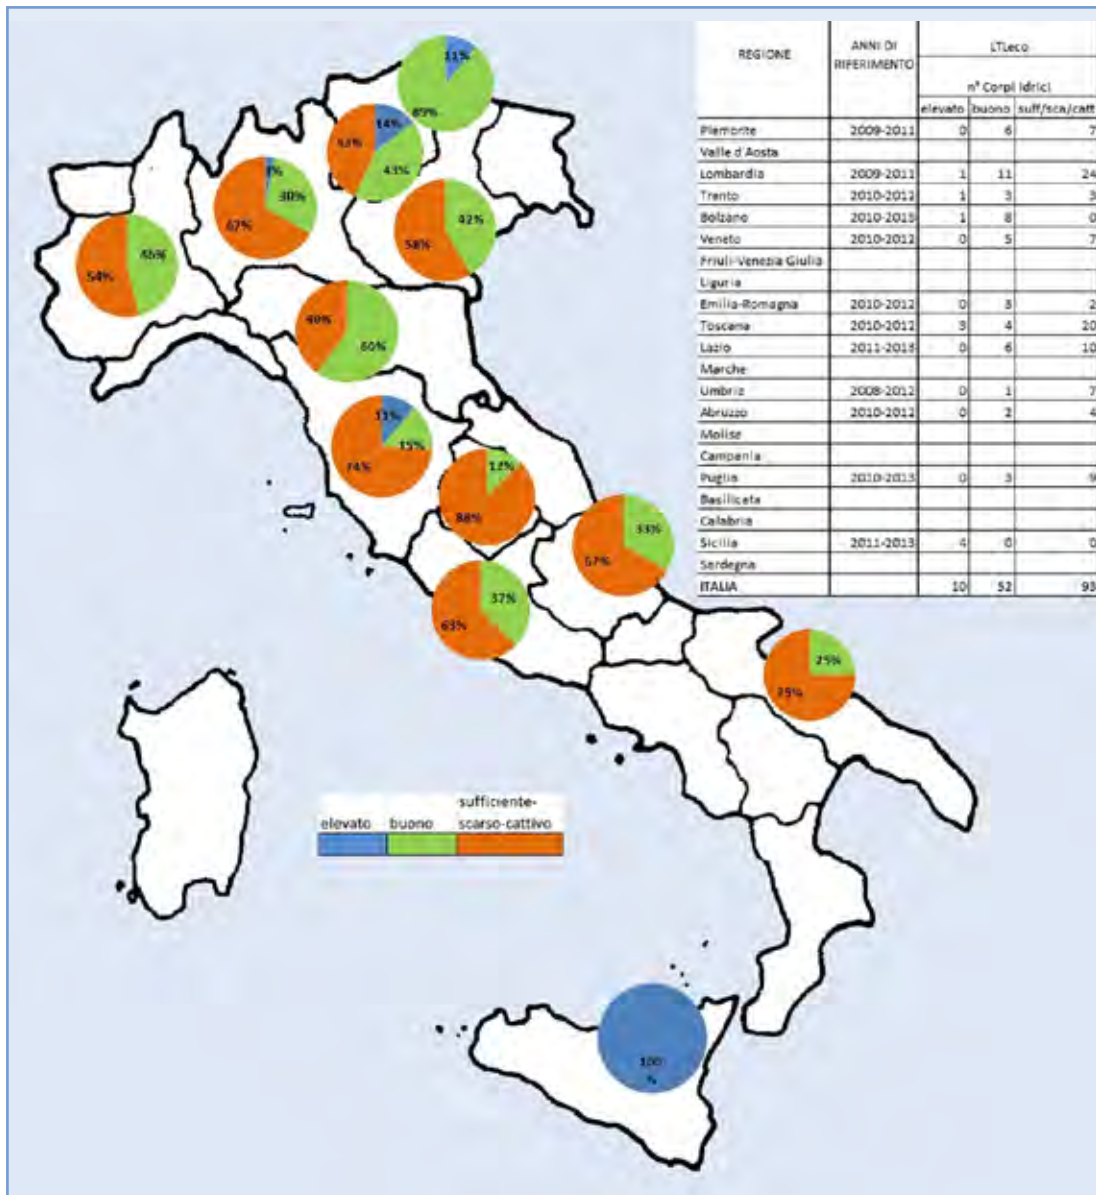 REGIONE
ANNI DI
RIFERIMENTO
LTLeco
n° Corpi Idrici
elevato buono suff/sca/catt
Piemonte 2009-2011 0 6 7
Valle d'Aosta
Lombardia 2009-2011 1 11 24
Trento 2010-2012 1 3 3
Bolzano 2010-2013 1 8 0
Veneto 2010-2012 0 5 7
Friuli-Venezia Giulia
Liguria
Emilia-Romagna 2010-2012 0 3 2
Toscana 2010-2012 3 4 20
Lazio 2011-2013 0 6 10
Marche
Umbria 2008-2012 0 1 7
Abruzzo 2010-2012 0 2 4
Molise
Campania
Puglia 2010-2013 0 3 9
Basilicata
Calabria
Sicilia 2011-2013 4 0 0
Sardegna
ITALIA 10 52 93
11%
89%
14%
43%
43%
3%
30%
67%
42%
58%
46%
54%
40%
60%
11%
15%
74%
12%
88%
33%
67%
37%
63%
25%
75%
elevato
buono
sufficiente-
scarso-cattivo
100
%